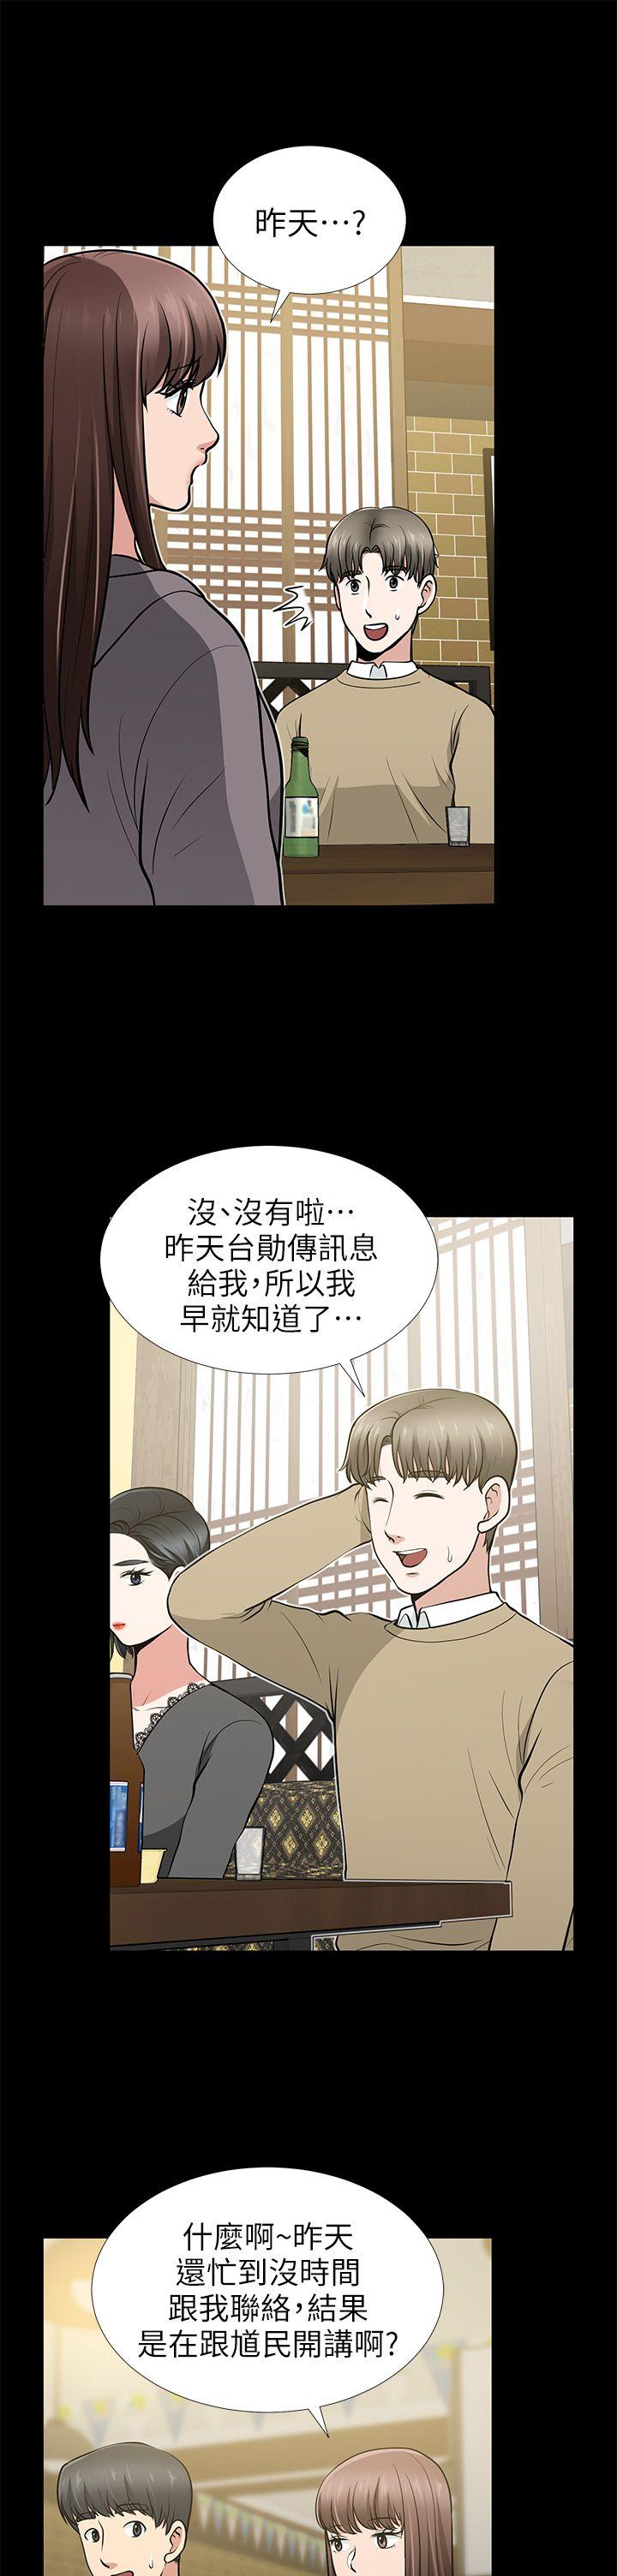 昨天⋯?
沒、沒有啦⋯
昨天台勛傳訊息
給我,所以我
早就知道了⋯
什麼啊~昨天
還忙到沒時間
跟我聯絡,結果
是在跟馗民開講啊?